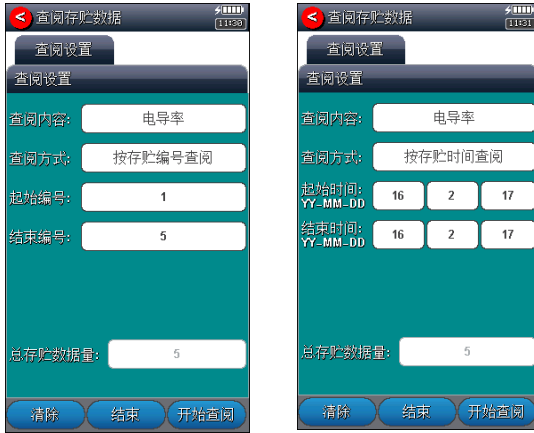 < 查阅存贮数据 11:30
查阅设置
查阅设置
查阅内容: 电导率
查阅方式: 按存贮编号查阅
起始编号: 1
结束编号: 5
总存贮数据量: 5
清除 结束 开始查阅
< 查阅存贮数据 11:31
查阅设置
查阅设置
查阅内容: 电导率
查阅方式: 按存贮时间查阅
起始时间: 16 2 17
YY-MM-DD
结束时间: 16 2 17
YY-MM-DD
总存贮数据量: 5
清除 结束 开始查阅